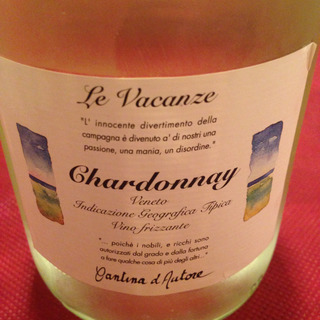 Le Vacanze
"L' innocente divertimento della
campagna è divenuto a' di nostri una
passione, una mania, un disordine."
Chardonnay
Veneto
Indicazione Geografica Tipica
Vino frizzante
"... poichè i nobili, e ricchi sono
autorizzati dal grado e dalla fortuna
a fare qualche cosa di più degli altri..."
Cantina d'Autore